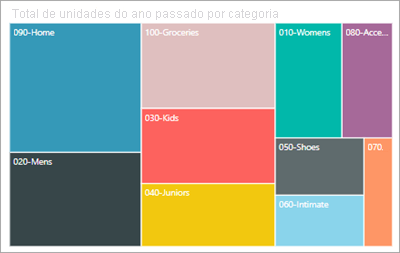 Total de unidades do ano passado por categoria
090-Home
100-Groceries
010-Womens
080-Acce...
030-Kids
050-Shoes
070.
020-Mens
040-Juniors
060-Intimate